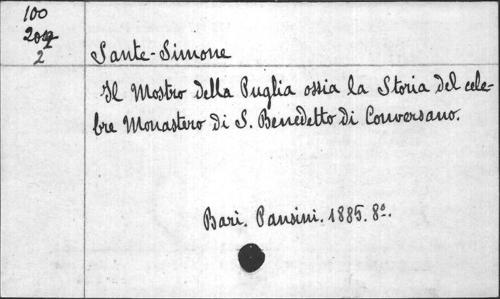 100
2
Sante-Simone
Il Mostro della Puglia ossia la Storia del cele-
bre Monastero di S. Benedetto di Conversano.
Bari. Pansini. 1885. 8º.